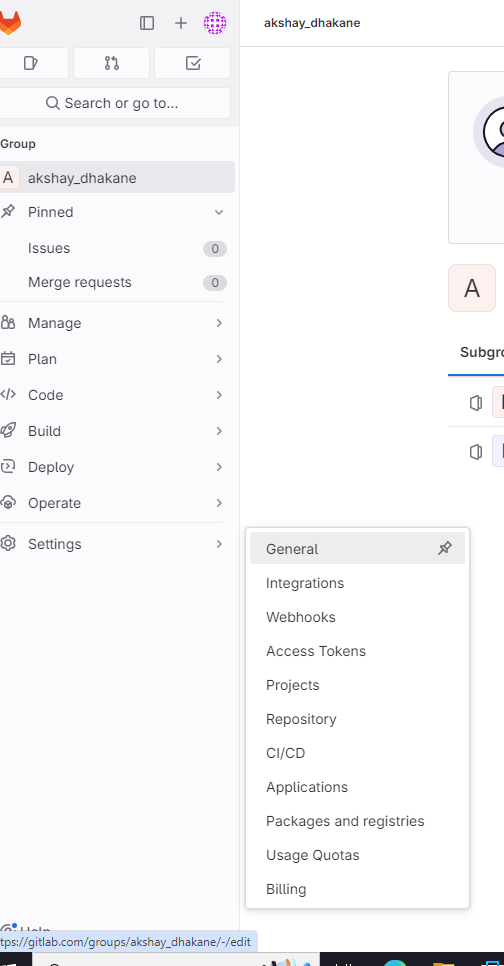 akshay_dhakane
Search or go to...
Group
A akshay_dhakane
Pinned
Issues 0
Merge requests 0
A
Manage
Subgro
Plan
Code
Build
Deploy
Operate
Settings
General
Integrations
Webhooks
Access Tokens
Projects
Repository
CI/CD
Applications
Packages and registries
Usage Quotas
Billing
Help
tps://gitlab.com/groups/akshay_dhakane/-/edit